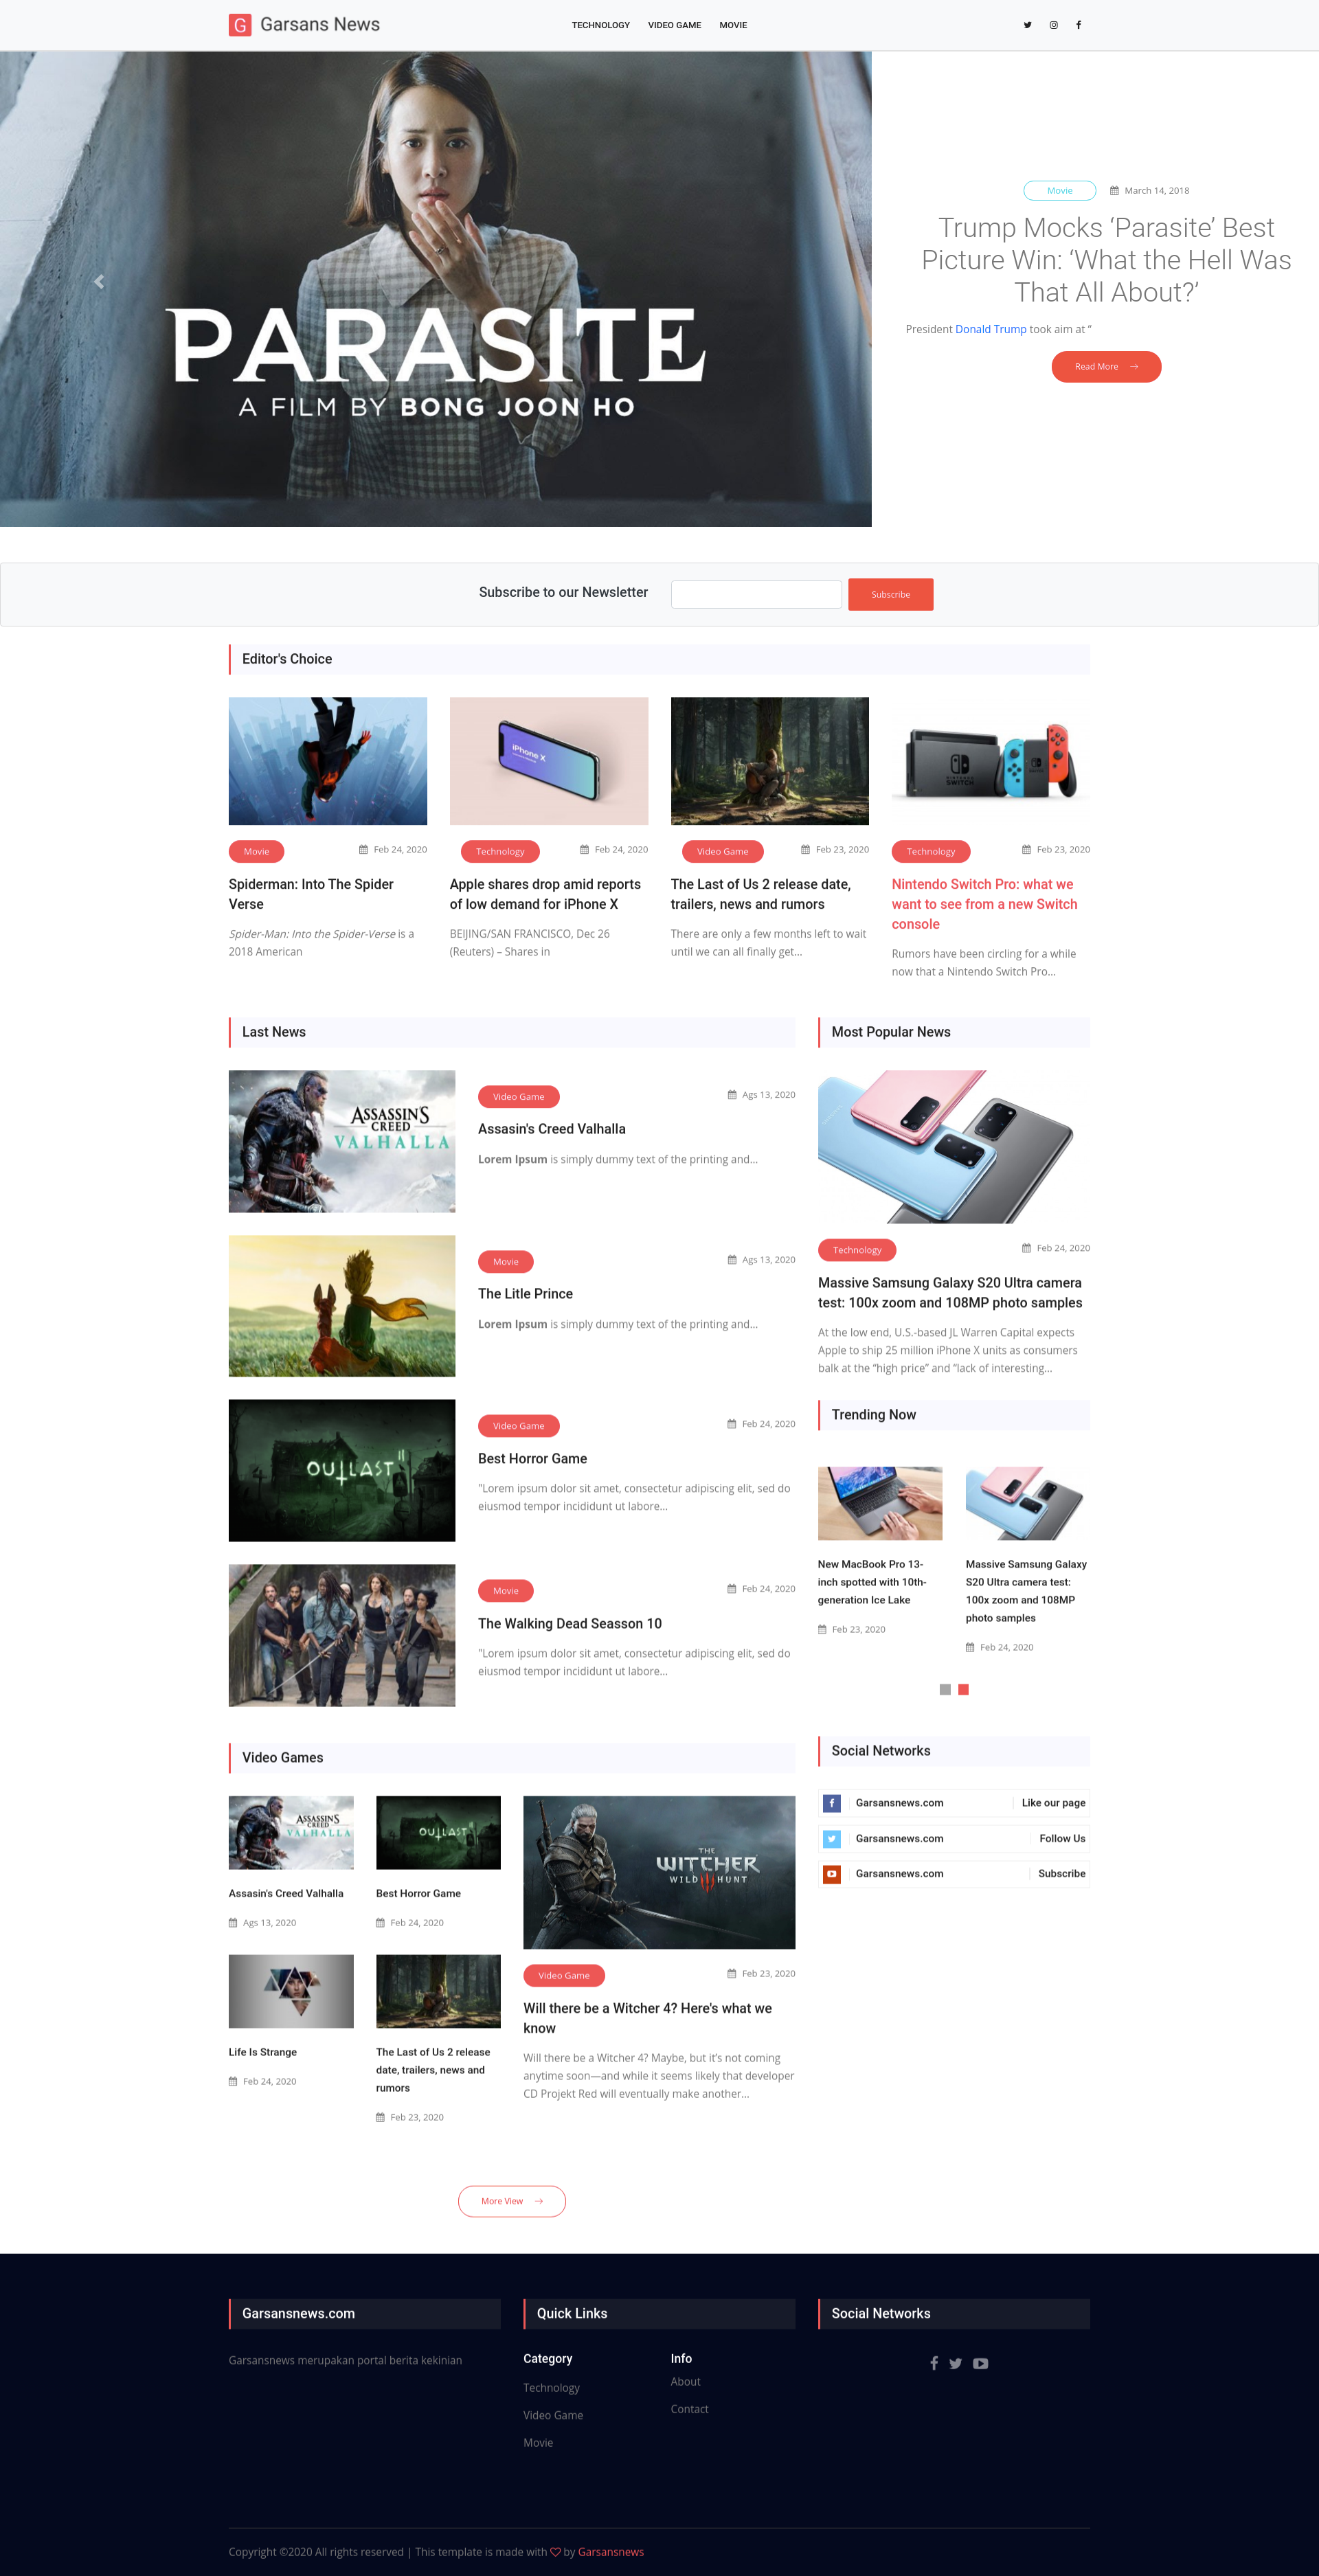 G Garsans News
TECHNOLOGY VIDEO GAME MOVIE
PARASITE
A FILM BY BONG JOON HO
Movie March 14, 2018
Trump Mocks ‘Parasite’ Best
Picture Win: ‘What the Hell Was
That All About?’
President Donald Trump took aim at “
Read More
Subscribe to our Newsletter
Subscribe
Editor's Choice
iPhone X
NINTENDO
SWITCH
Movie Feb 24, 2020
Spiderman: Into The Spider
Verse
Spider-Man: Into the Spider-Verse is a
2018 American
Technology Feb 24, 2020
Apple shares drop amid reports
of low demand for iPhone X
BEIJING/SAN FRANCISCO, Dec 26
(Reuters) – Shares in
Video Game Feb 23, 2020
The Last of Us 2 release date,
trailers, news and rumors
There are only a few months left to wait
until we can all finally get...
Technology Feb 23, 2020
Nintendo Switch Pro: what we
want to see from a new Switch
console
Rumors have been circling for a while
now that a Nintendo Switch Pro...
Last News
ASSASSIN'S
CREED
VALHALLA
Video Game Ags 13, 2020
Assasin's Creed Valhalla
Lorem Ipsum is simply dummy text of the printing and...
Movie Ags 13, 2020
The Litle Prince
Lorem Ipsum is simply dummy text of the printing and...
OUTLAST II
Video Game Feb 24, 2020
Best Horror Game
"Lorem ipsum dolor sit amet, consectetur adipiscing elit, sed do
eiusmod tempor incididunt ut labore...
Movie Feb 24, 2020
The Walking Dead Seasson 10
"Lorem ipsum dolor sit amet, consectetur adipiscing elit, sed do
eiusmod tempor incididunt ut labore...
Most Popular News
Technology Feb 24, 2020
Massive Samsung Galaxy S20 Ultra camera
test: 100x zoom and 108MP photo samples
At the low end, U.S.-based JL Warren Capital expects
Apple to ship 25 million iPhone X units as consumers
balk at the “high price” and “lack of interesting...
Trending Now
New MacBook Pro 13-
inch spotted with 10th-
generation Ice Lake
Feb 23, 2020
Massive Samsung Galaxy
S20 Ultra camera test:
100x zoom and 108MP
photo samples
Feb 24, 2020
Video Games
ASSASSIN'S
CREED
VALHALLA
Assasin's Creed Valhalla
Ags 13, 2020
OUTLAST II
Best Horror Game
Feb 24, 2020
Life Is Strange
Feb 24, 2020
The Last of Us 2 release
date, trailers, news and
rumors
Feb 23, 2020
THE
WITCHER
WILD HUNT
Video Game Feb 23, 2020
Will there be a Witcher 4? Here's what we
know
Will there be a Witcher 4? Maybe, but it’s not coming
anytime soon—and while it seems likely that developer
CD Projekt Red will eventually make another...
Social Networks
Garsansnews.com Like our page
Garsansnews.com Follow Us
Garsansnews.com Subscribe
More View
Garsansnews.com
Garsansnews merupakan portal berita kekinian
Quick Links
Category
Technology
Video Game
Movie
Info
About
Contact
Social Networks
Copyright ©2020 All rights reserved | This template is made with by Garsansnews